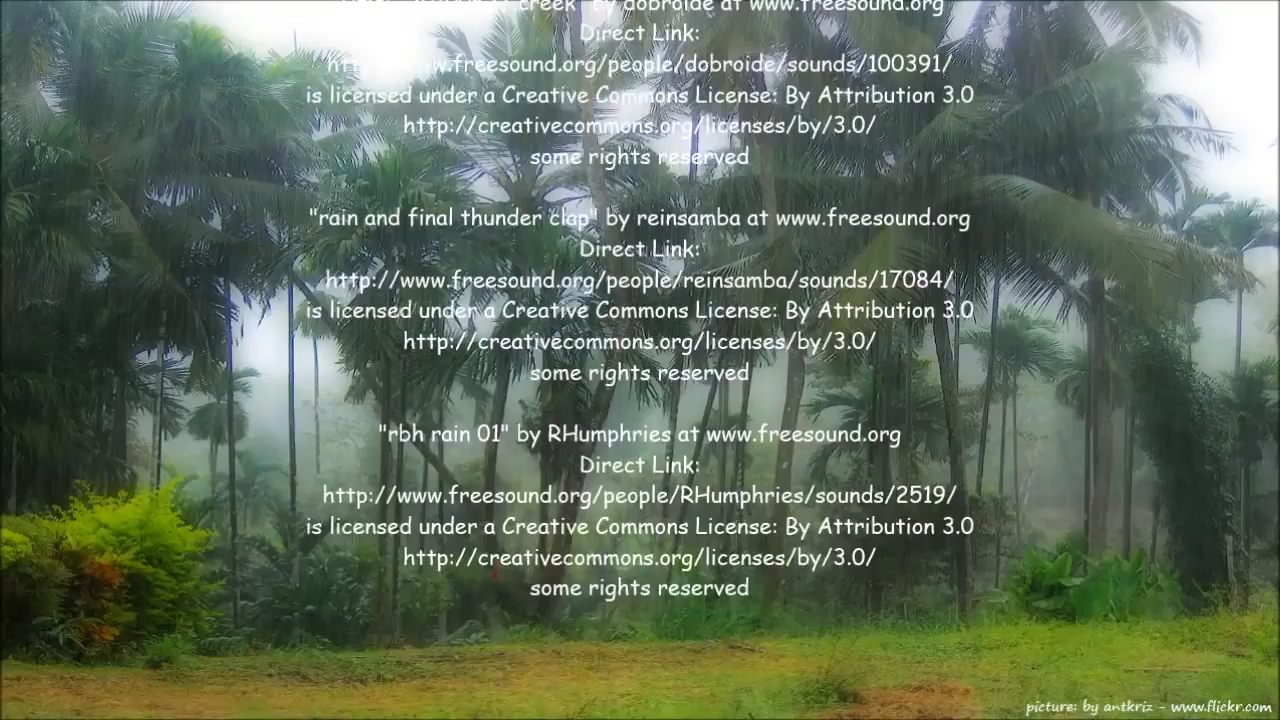 creek" by dobroide at www.freesound.org
Direct Link:
www.freesound.org/people/dobroide/sounds/100391/
is licensed under a Creative Commons License: By Attribution 3.0
http://creativecommons.org/licenses/by/3.0/
some rights reserved
"rain and final thunder clap" by reinsamba at www.freesound.org
Direct Link:
http://www.freesound.org/people/reinsamba/sounds/17084/
is licensed under a Creative Commons License: By Attribution 3.0
http://creativecommons.org/licenses/by/3.0/
some rights reserved
"rbh rain 01" by RHumphries at www.freesound.org
Direct Link:
http://www.freesound.org/people/RHumphries/sounds/2519/
is licensed under a Creative Commons License: By Attribution 3.0
http://creativecommons.org/licenses/by/3.0/
some rights reserved
picture: by antkriz - www.flickr.com